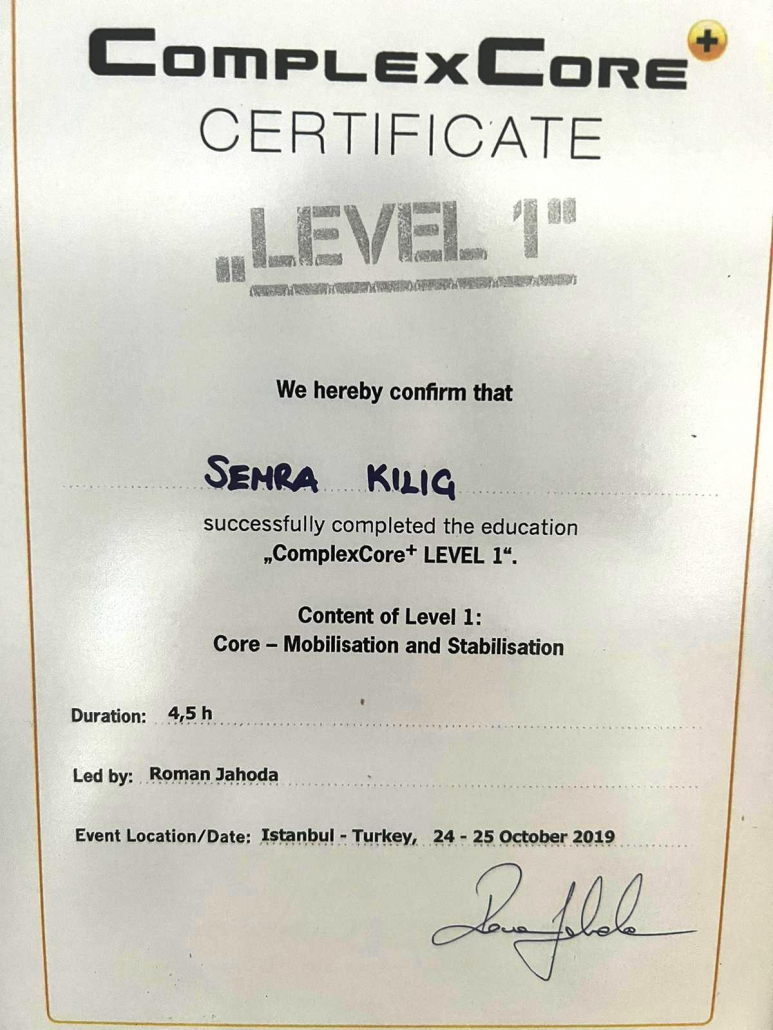 COMPLEXCORE+
CERTIFICATE
„LEVEL 1"
We hereby confirm that
SEMRA KILIG
successfully completed the education
„ComplexCore+ LEVEL 1“.
Content of Level 1:
Core – Mobilisation and Stabilisation
Duration: 4,5 h
Led by: Roman Jahoda
Event Location/Date: Istanbul - Turkey, 24 - 25 October 2019